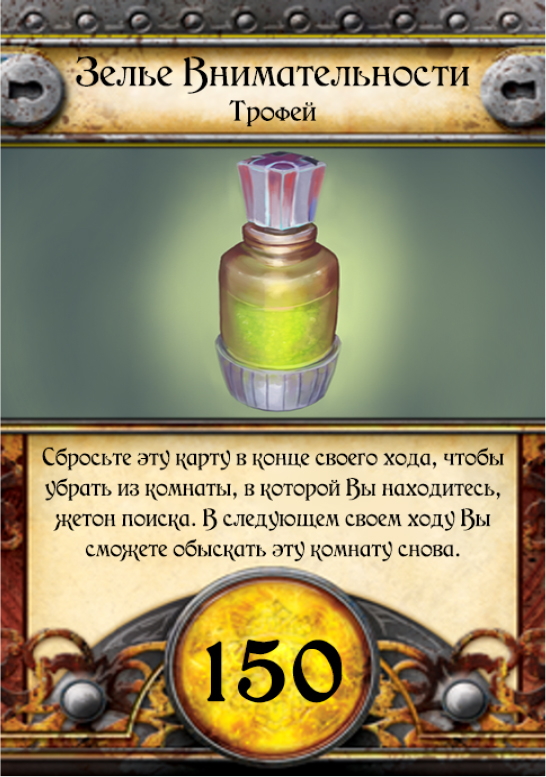 Зелье Внимательности
Трофей
Сбросьте эту карту в конце своего хода, чтобы
убрать из комнаты, в которой Вы находитесь,
жетон поиска. В следующем своем ходу Вы
сможете обыскать эту комнату снова.
150